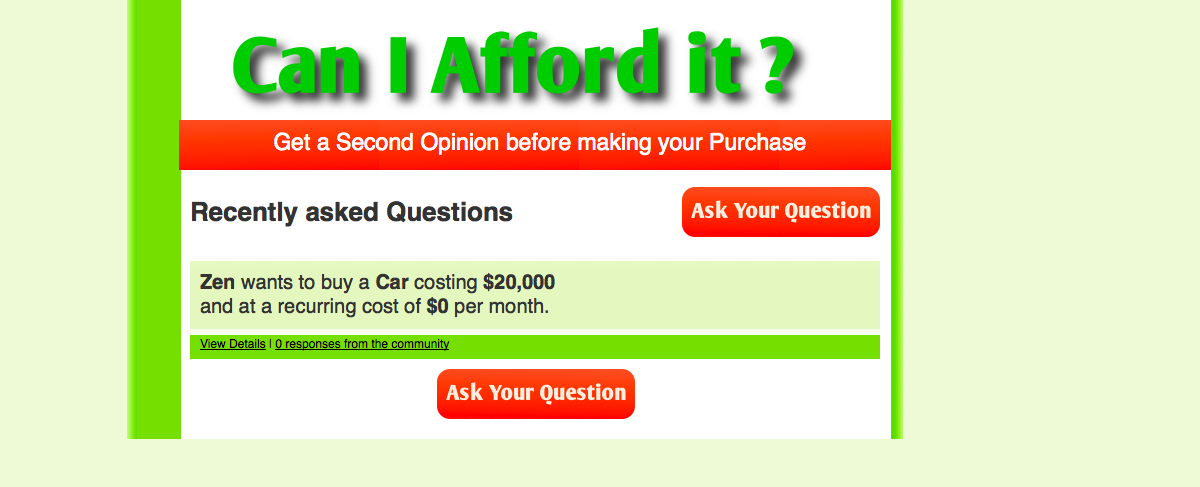 Can I Afford it ?
Get a Second Opinion before making your Purchase
Recently asked Questions
Ask Your Question
Zen wants to buy a Car costing $20,000
and at a recurring cost of $0 per month.
View Details | 0 responses from the community
Ask Your Question